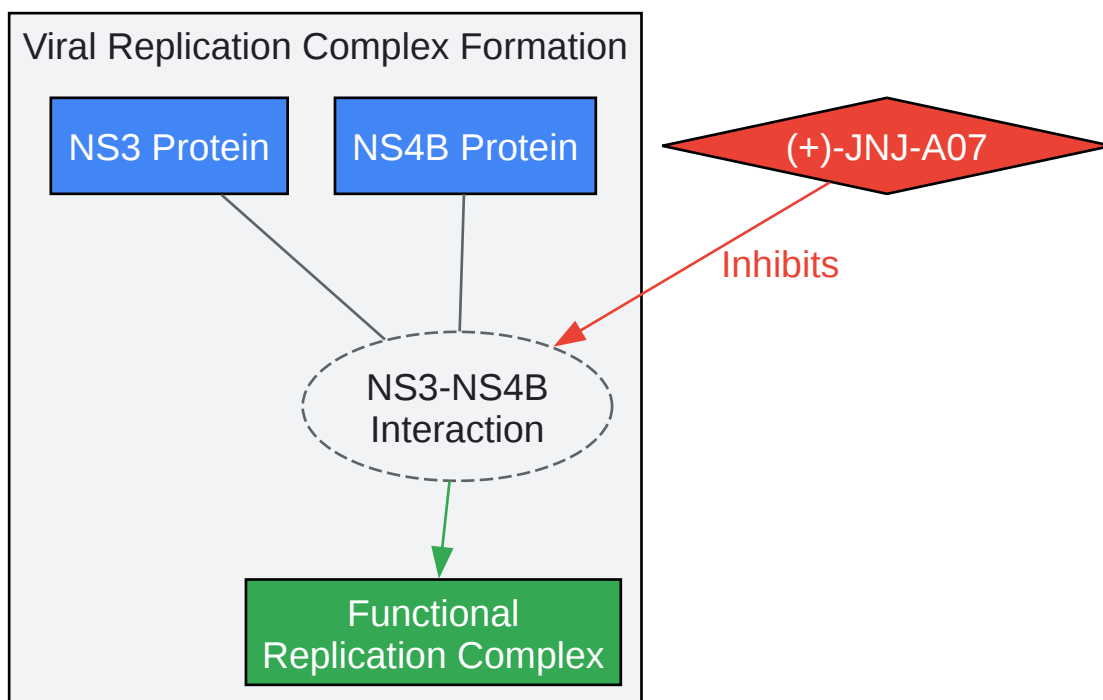 Viral Replication Complex Formation
NS3 Protein
NS4B Protein
(+)-JNJ-A07
Inhibits
NS3-NS4B
Interaction
Functional
Replication Complex